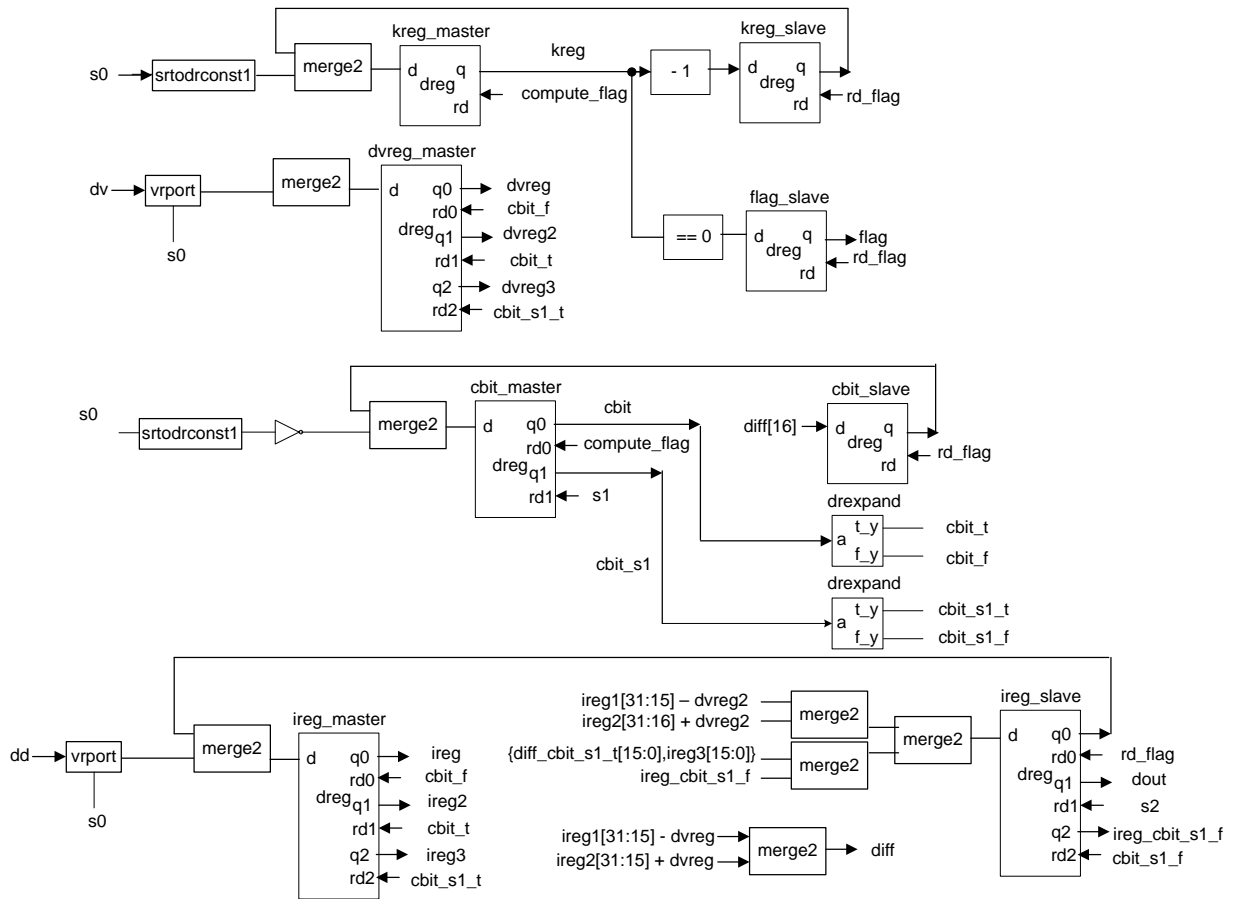 kreg_master
kreg_slave
s0
srtodrconst1
merge2
d
q
dreg
rd
kreg
compute_flag
- 1
d
q
dreg
rd
rd_flag
dv
vrport
s0
merge2
dvreg_master
d
q0
rd0
dreg
q1
rd1
q2
rd2
dvreg
cbit_f
dvreg2
cbit_t
dvreg3
cbit_s1_t
== 0
flag_slave
d
q
dreg
rd
flag
rd_flag
s0
srtodrconst1
merge2
cbit_master
d
q0
rd0
dreg
q1
rd1
cbit
compute_flag
s1
cbit_s1
cbit_slave
diff[16]
d
q
dreg
rd
rd_flag
drexpand
a
t_y
f_y
cbit_t
cbit_f
drexpand
a
t_y
f_y
cbit_s1_t
cbit_s1_f
dd
vrport
s0
merge2
ireg_master
d
q0
rd0
dreg
q1
rd1
q2
rd2
ireg
cbit_f
ireg2
cbit_t
ireg3
cbit_s1_t
ireg1[31:15] – dvreg2
ireg2[31:16] + dvreg2
merge2
{diff_cbit_s1_t[15:0],ireg3[15:0]}
ireg_cbit_s1_f
merge2
merge2
ireg1[31:15] - dvreg
ireg2[31:15] + dvreg
merge2
diff
ireg_slave
d
q0
rd0
dreg
q1
rd1
q2
rd2
rd_flag
dout
s2
ireg_cbit_s1_f
cbit_s1_f